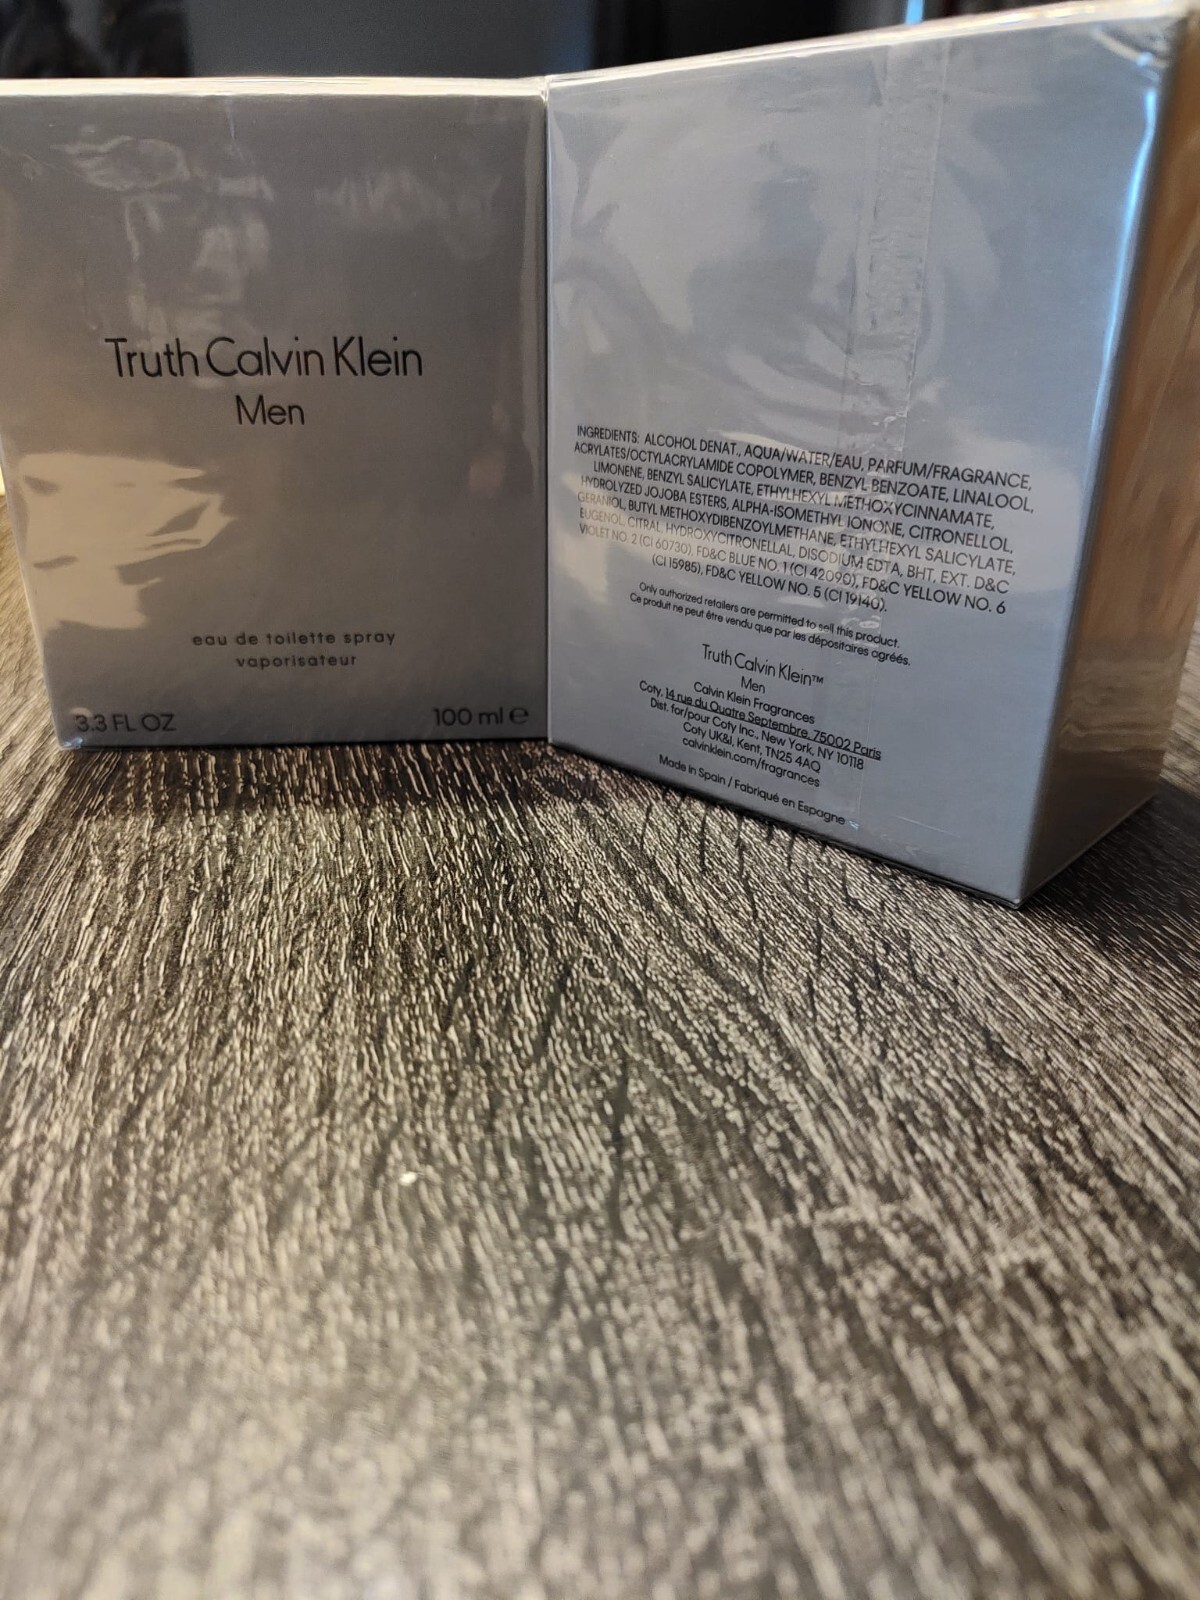 Truth Calvin Klein
Men
eau de toilette spray
vaporisateur
3.3 FL OZ
100 ml ℮
INGREDIENTS: ALCOHOL DENAT., AQUA/WATER/EAU, PARFUM/FRAGRANCE,
ACRYLATES/OCTYLACRYLAMIDE COPOLYMER, BENZYL BENZOATE, LINALOOL,
LIMONENE, BENZYL SALICYLATE, ETHYLHEXYL METHOXYCINNAMATE,
HYDROLYZED JOJOBA ESTERS, ALPHA-ISOMETHYL IONONE, CITRONELLOL,
GERANIOL, BUTYL METHOXYDIBENZOYLMETHANE, ETHYLHEXYL SALICYLATE,
EUGENOL, CITRAL, HYDROXYCITRONELLAL, DISODIUM EDTA, BHT, EXT. D&C
VIOLET NO. 2 (CI 60730), FD&C BLUE NO. 1 (CI 42090), FD&C YELLOW NO. 6
(CI 15985), FD&C YELLOW NO. 5 (CI 19140).
Only authorized retailers are permitted to sell this product.
Ce produit ne peut être vendu que par les dépositaires agréés.
Truth Calvin Klein™
Men
Calvin Klein Fragrances
Coty, 14 rue du Quatre Septembre, 75002 Paris
Dist. for/pour Coty Inc., New York, NY 10118
Coty UK&I, Kent, TN25 4AQ
calvinklein.com/fragrances
Made in Spain / Fabriqué en Espagne